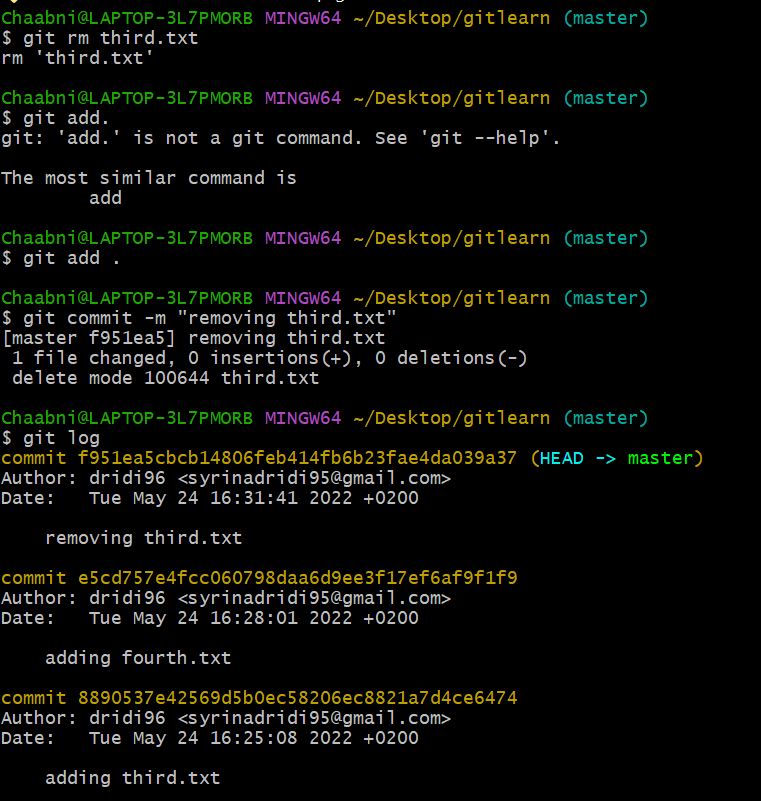 Chaabni@LAPTOP-3L7PMORB MINGW64 ~/Desktop/gitlearn (master)
$ git rm third.txt
rm 'third.txt'
Chaabni@LAPTOP-3L7PMORB MINGW64 ~/Desktop/gitlearn (master)
$ git add.
git: 'add.' is not a git command. See 'git --help'.
The most similar command is
        add
Chaabni@LAPTOP-3L7PMORB MINGW64 ~/Desktop/gitlearn (master)
$ git add .
Chaabni@LAPTOP-3L7PMORB MINGW64 ~/Desktop/gitlearn (master)
$ git commit -m "removing third.txt"
[master f951ea5] removing third.txt
 1 file changed, 0 insertions(+), 0 deletions(-)
 delete mode 100644 third.txt
Chaabni@LAPTOP-3L7PMORB MINGW64 ~/Desktop/gitlearn (master)
$ git log
commit f951ea5cbcb14806feb414fb6b23fae4da039a37 (HEAD -> master)
Author: dridi96 <syrinadridi95@gmail.com>
Date:   Tue May 24 16:31:41 2022 +0200
    removing third.txt
commit e5cd757e4fcc060798daa6d9ee3f17ef6af9f1f9
Author: dridi96 <syrinadridi95@gmail.com>
Date:   Tue May 24 16:28:01 2022 +0200
    adding fourth.txt
commit 8890537e42569d5b0ec58206ec8821a7d4ce6474
Author: dridi96 <syrinadridi95@gmail.com>
Date:   Tue May 24 16:25:08 2022 +0200
    adding third.txt